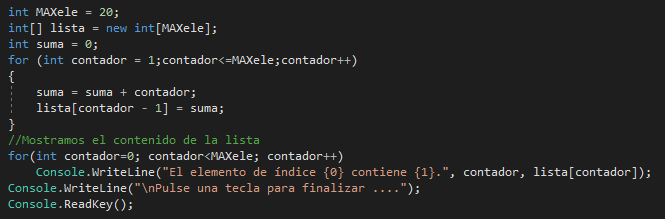 int MAXele = 20;
int[] lista = new int[MAXele];
int suma = 0;
for (int contador = 1;contador<=MAXele;contador++)
{
    suma = suma + contador;
    lista[contador - 1] = suma;
}
//Mostramos el contenido de la lista
for(int contador=0; contador<MAXele; contador++)
    Console.WriteLine("El elemento de índice {0} contiene {1}.", contador, lista[contador]);
Console.WriteLine("\nPulse una tecla para finalizar ....");
Console.ReadKey();